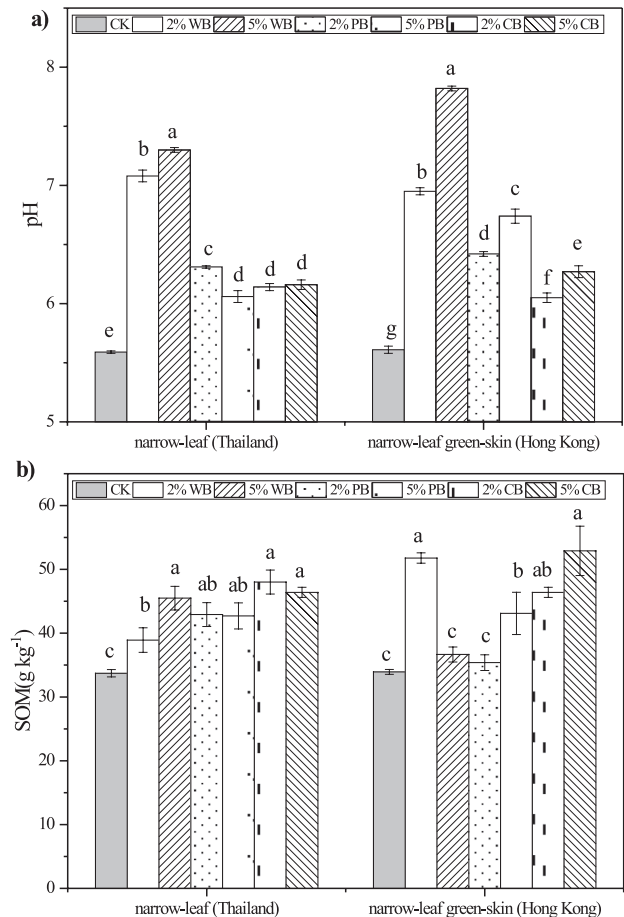 a)
CK 2% WB 5% WB 2% PB 5% PB 2% CB 5% CB
8
7
6
5
pH
e b a c d d d
g b a d c f e
narrow-leaf (Thailand) narrow-leaf green-skin (Hong Kong)
b)
CK 2% WB 5% WB 2% PB 5% PB 2% CB 5% CB
60
50
40
30
20
10
0
SOM(g kg⁻¹)
c b a ab ab a a
c a c c b ab a
narrow-leaf (Thailand) narrow-leaf green-skin (Hong Kong)